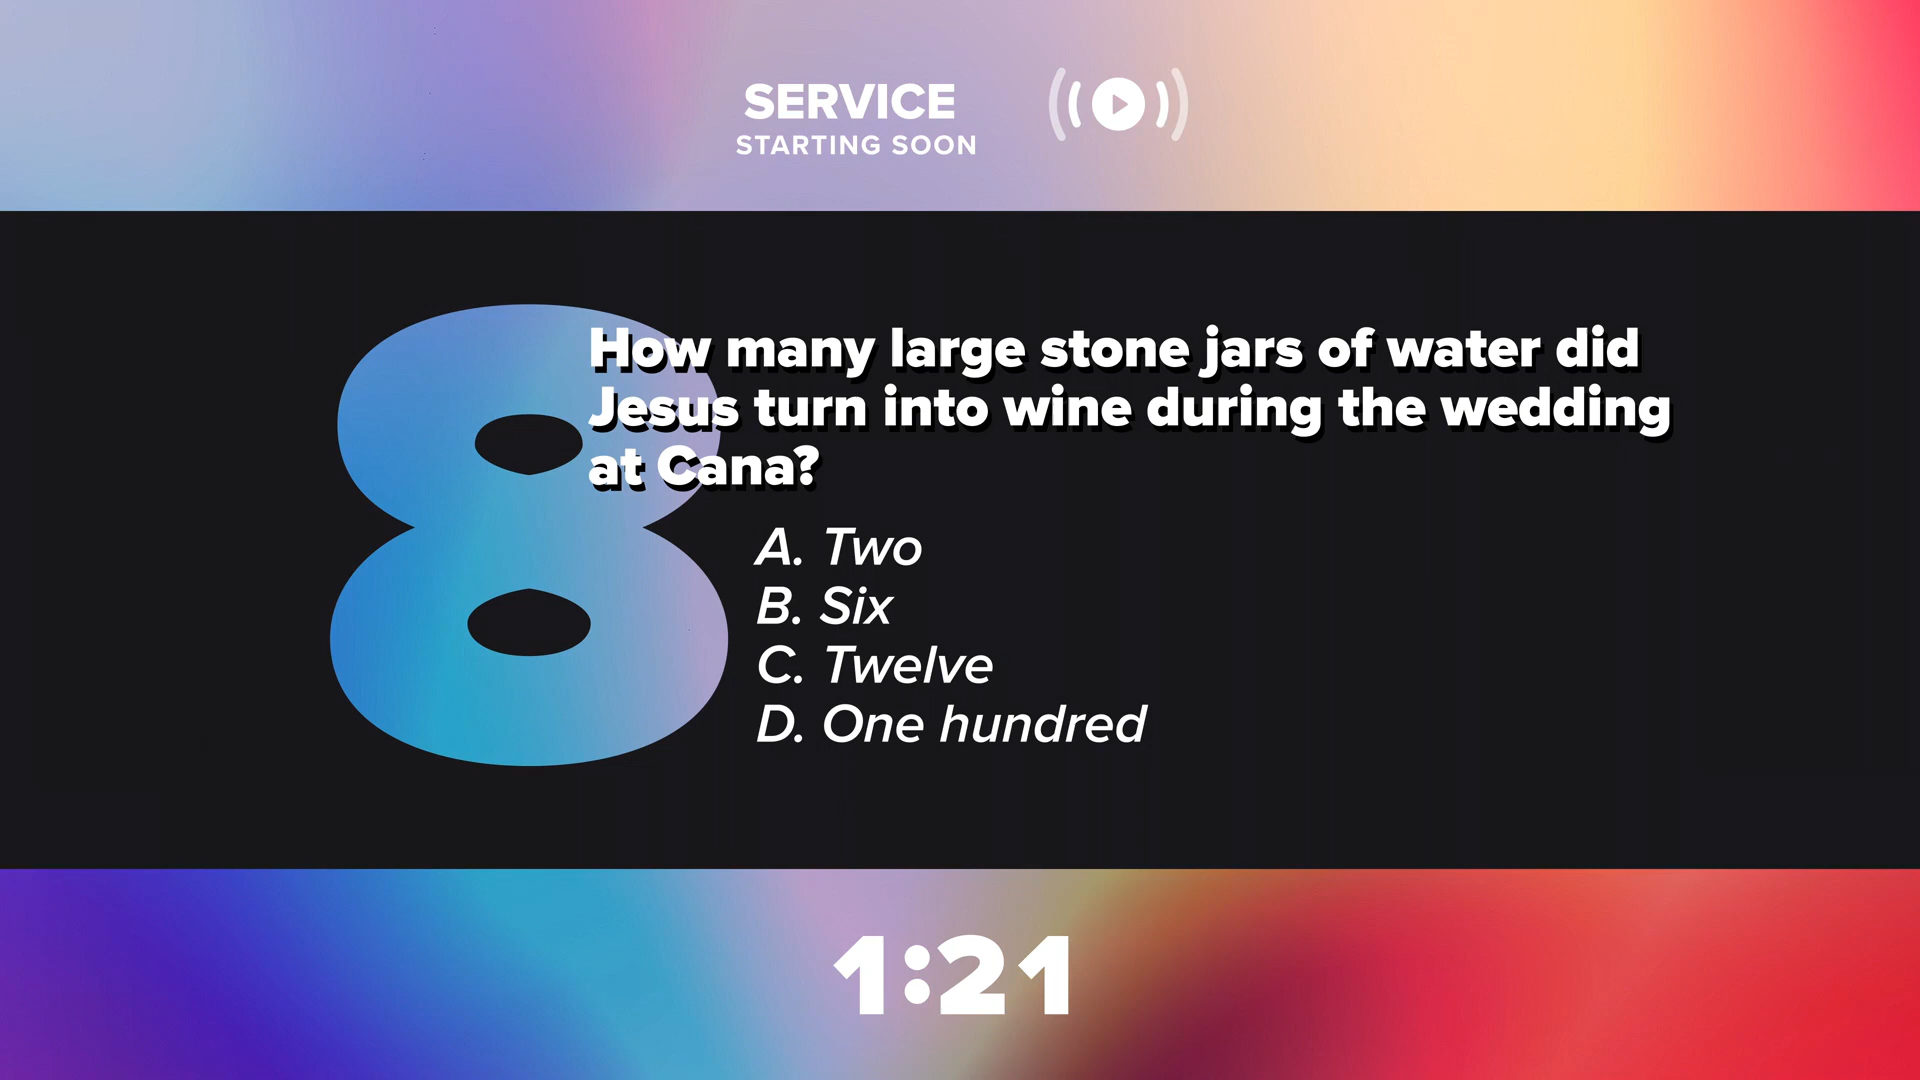 SERVICE
STARTING SOON
8
How many large stone jars of water did
Jesus turn into wine during the wedding
at Cana?
A. Two
B. Six
C. Twelve
D. One hundred
1:21